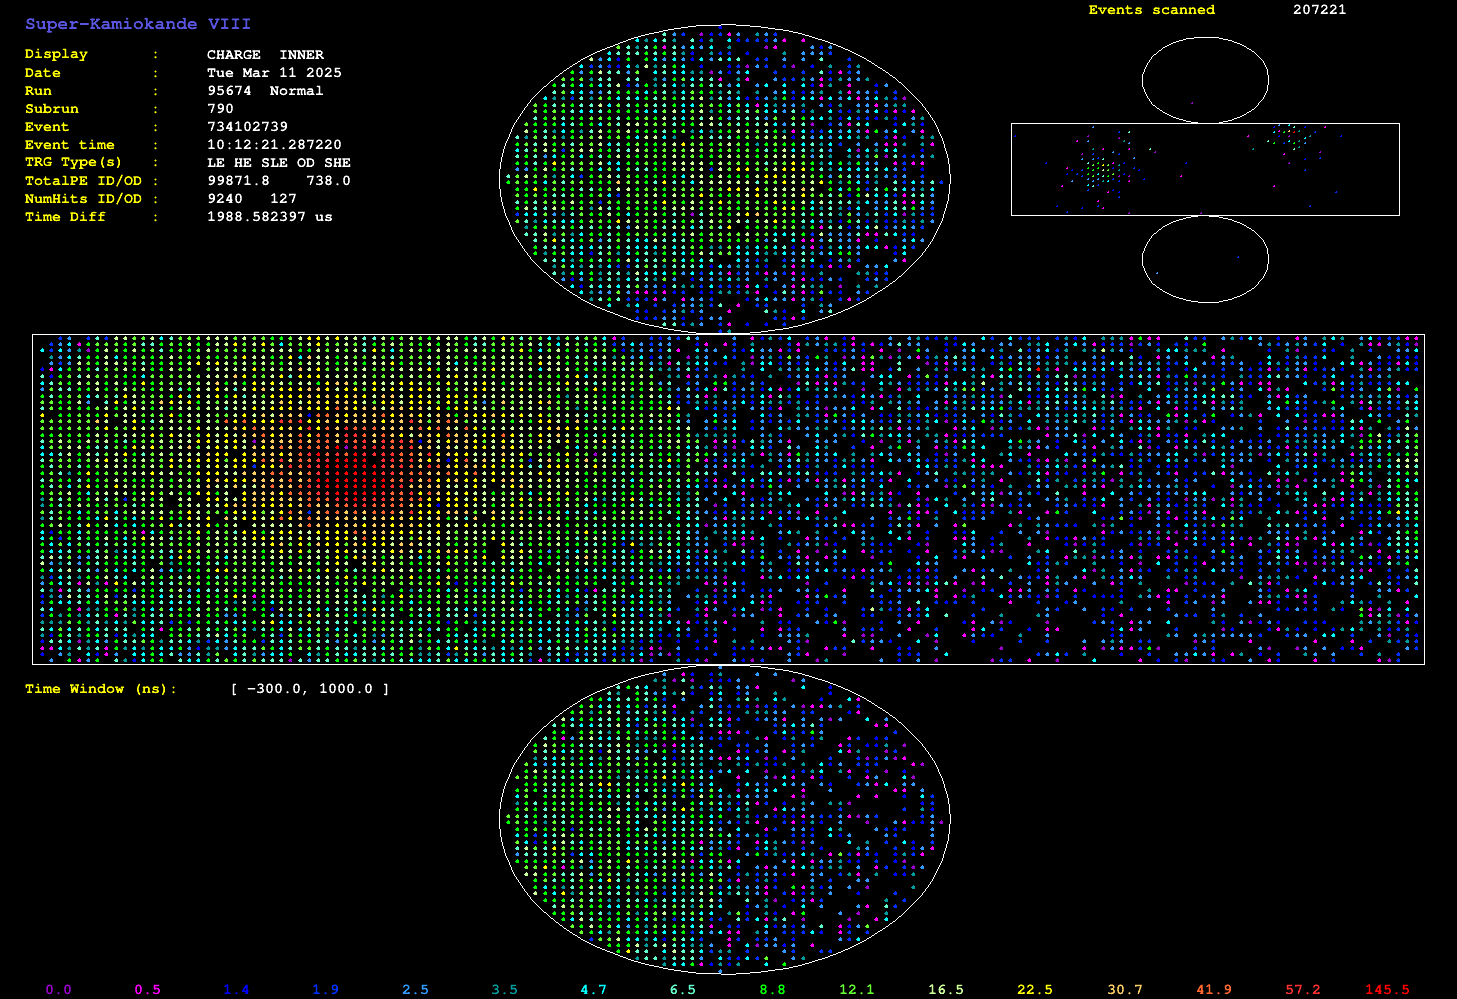 Super-Kamiokande VIII
Events scanned 207221
Display : CHARGE INNER
Date : Tue Mar 11 2025
Run : 95674 Normal
Subrun : 790
Event : 734102739
Event time : 10:12:21.287220
TRG Type(s) : LE HE SLE OD SHE
TotalPE ID/OD : 99871.8 738.0
NumHits ID/OD : 9240 127
Time Diff : 1988.582397 us
Time Window (ns): [ -300.0, 1000.0 ]
0.0 0.5 1.4 1.9 2.5 3.5 4.7 6.5 8.8 12.1 16.5 22.5 30.7 41.9 57.2 145.5